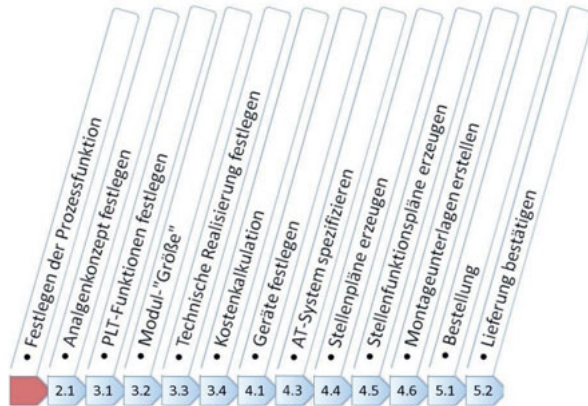 • Festlegen der Prozessfunktion
• Analgenkonzept festlegen
• PLT-Funktionen festlegen
• Modul-"Größe"
• Technische Realisierung festlegen
• Kostenkalkulation
• Geräte festlegen
• AT-System spezifizieren
• Stellenpläne erzeugen
• Stellenfunktionspläne erzeugen
• Montageunterlagen erstellen
• Bestellung
• Lieferung bestätigen
2.1
3.1
3.2
3.3
3.4
4.1
4.3
4.4
4.5
4.6
5.1
5.2